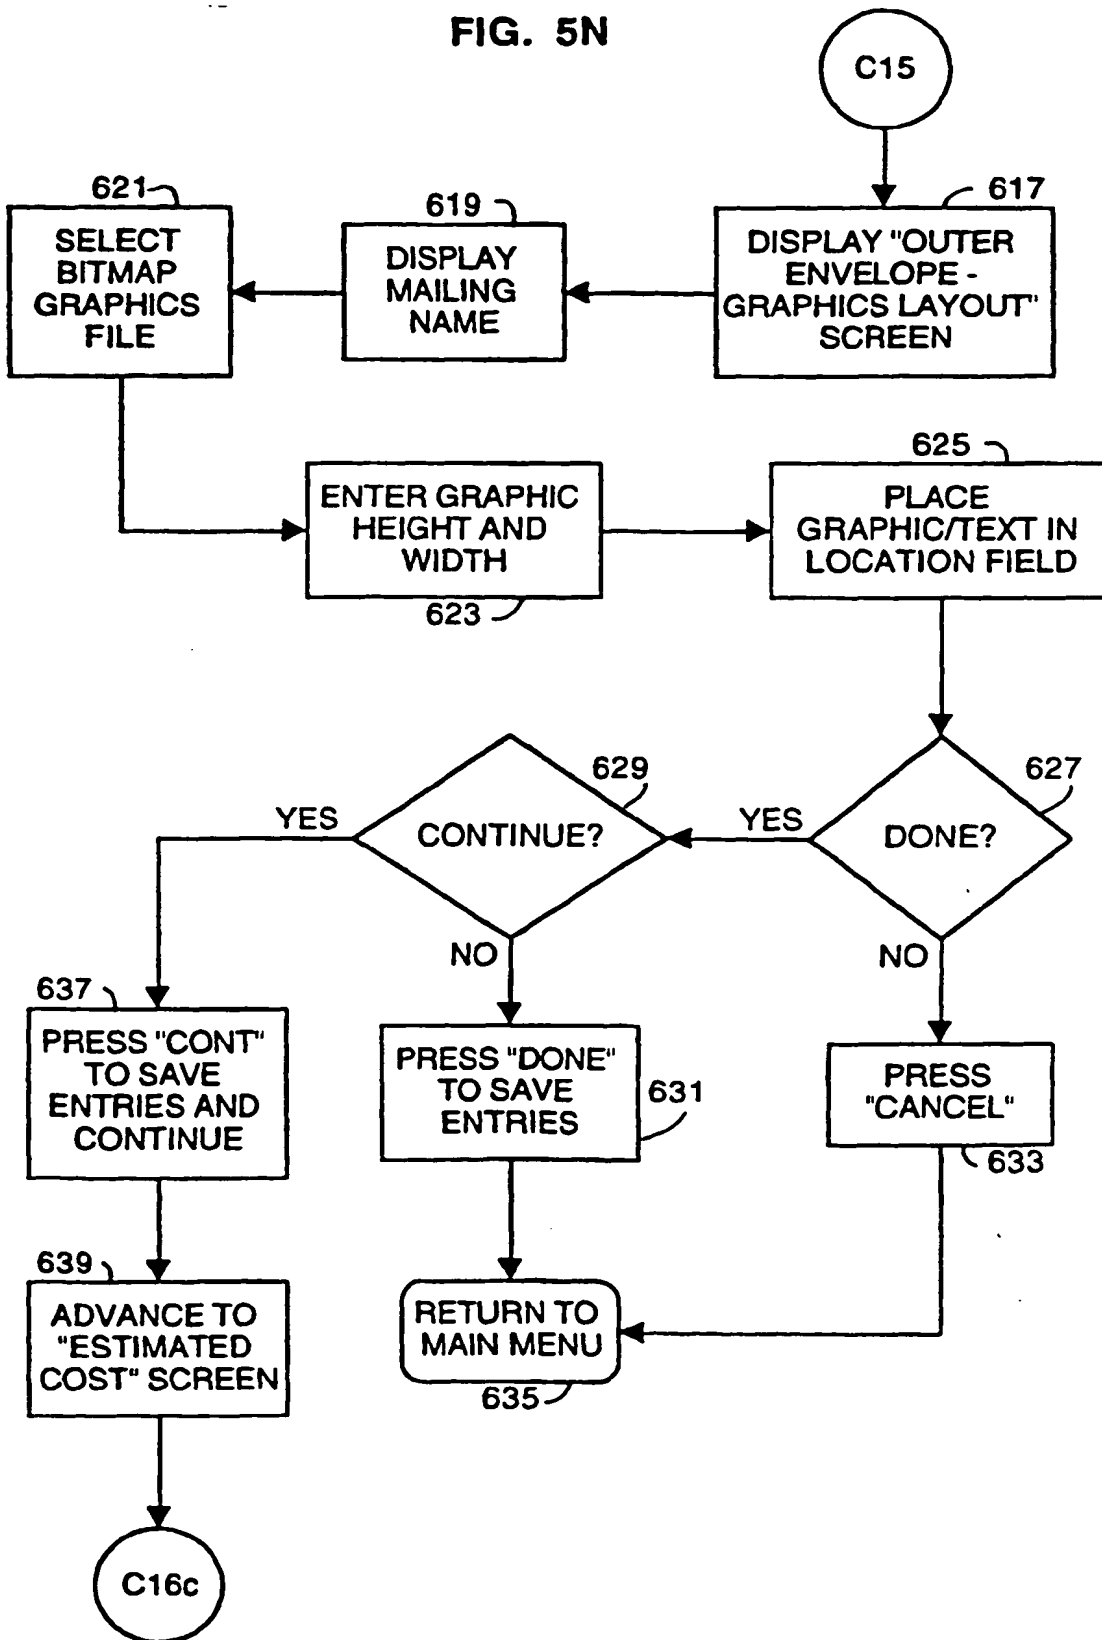 FIG. 5N
C15
617
DISPLAY "OUTER
ENVELOPE -
GRAPHICS LAYOUT"
SCREEN
619
DISPLAY
MAILING
NAME
621
SELECT
BITMAP
GRAPHICS
FILE
ENTER GRAPHIC
HEIGHT AND
WIDTH
623
625
PLACE
GRAPHIC/TEXT IN
LOCATION FIELD
627
DONE?
YES
NO
629
CONTINUE?
YES
NO
637
PRESS "CONT"
TO SAVE
ENTRIES AND
CONTINUE
PRESS "DONE"
TO SAVE
ENTRIES
631
PRESS
"CANCEL"
633
639
ADVANCE TO
"ESTIMATED
COST" SCREEN
RETURN TO
MAIN MENU
635
C16c